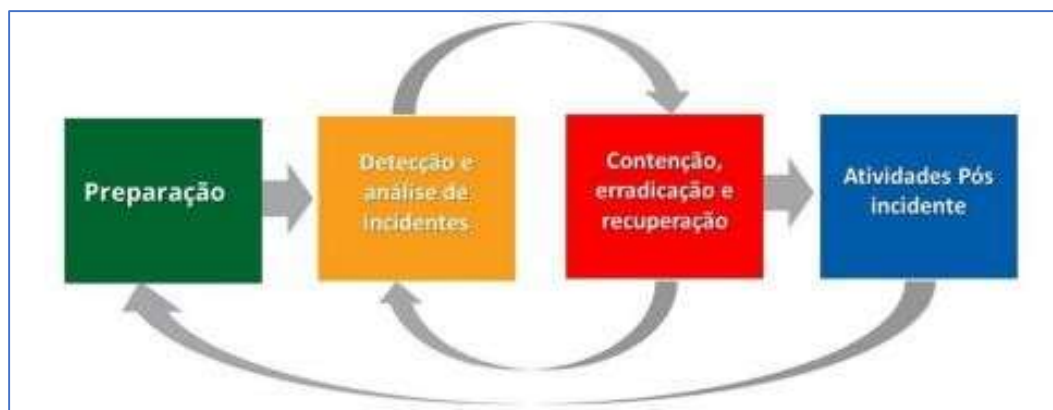 Preparação
Detecção e
análise de
incidentes
Contenção,
erradicação e
recuperação
Atividades Pós
incidente